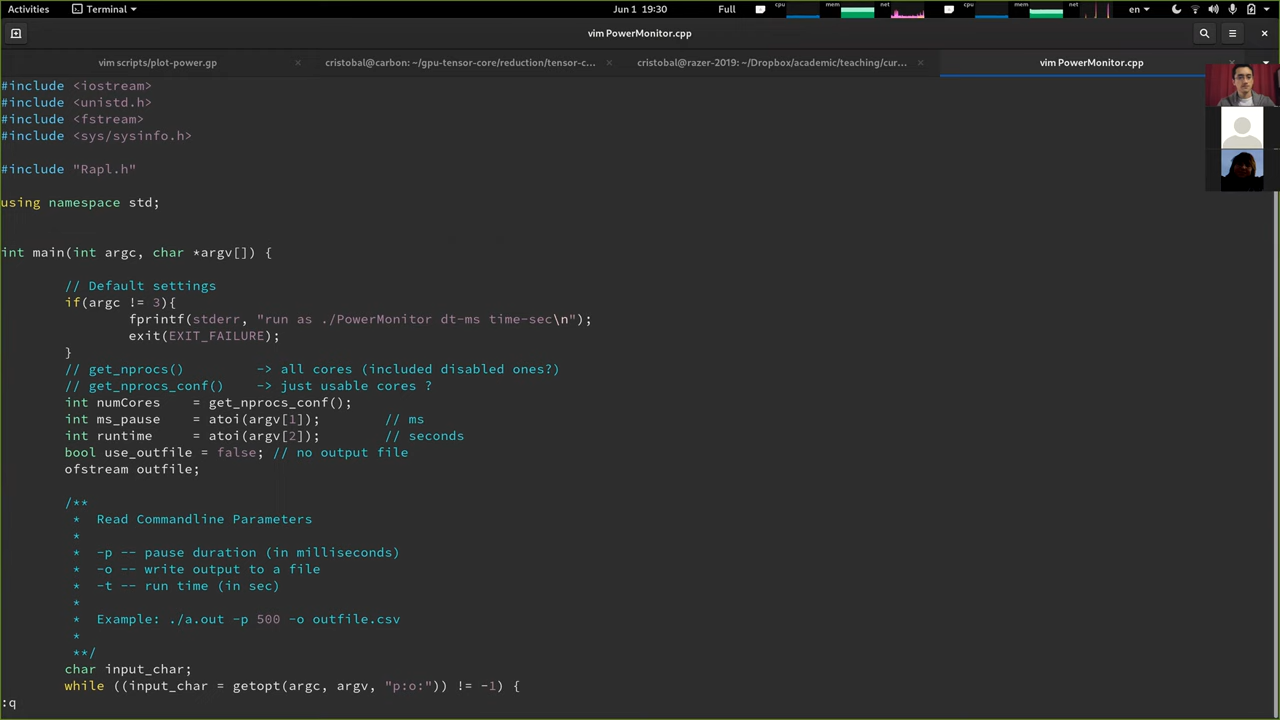 Activities Terminal Jun 1 19:30 Full cpu mem net cpu mem net en
vim PowerMonitor.cpp
vim scripts/plot-power.gp × cristobal@carbon: ~/gpu-tensor-core/reduction/tensor-c... × cristobal@razer-2019: ~/Dropbox/academic/teaching/cur... × vim PowerMonitor.cpp
#include <iostream>
#include <unistd.h>
#include <fstream>
#include <sys/sysinfo.h>
#include "Rapl.h"
using namespace std;
int main(int argc, char *argv[]) {
// Default settings
if(argc != 3){
fprintf(stderr, "run as ./PowerMonitor dt-ms time-sec\n");
exit(EXIT_FAILURE);
}
// get_nprocs() -> all cores (included disabled ones?)
// get_nprocs_conf() -> just usable cores ?
int numCores = get_nprocs_conf();
int ms_pause = atoi(argv[1]); // ms
int runtime = atoi(argv[2]); // seconds
bool use_outfile = false; // no output file
ofstream outfile;
/**
* Read Commandline Parameters
*
* -p -- pause duration (in milliseconds)
* -o -- write output to a file
* -t -- run time (in sec)
*
* Example: ./a.out -p 500 -o outfile.csv
*
**/
char input_char;
while ((input_char = getopt(argc, argv, "p:o:")) != -1) {
:q